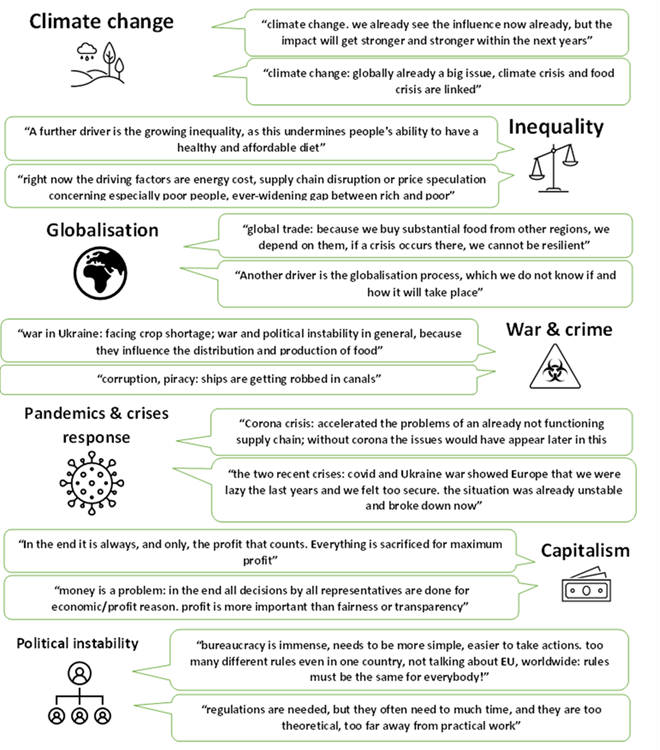 Climate change
“climate change. we already see the influence now already, but the
impact will get stronger and stronger within the next years”
“climate change: globally already a big issue, climate crisis and food
crisis are linked”
“A further driver is the growing inequality, as this undermines people's ability to have a
healthy and affordable diet”
Inequality
“right now the driving factors are energy cost, supply chain disruption or price speculation
concerning especially poor people, ever-widening gap between rich and poor”
Globalisation
“global trade: because we buy substantial food from other regions, we
depend on them, if a crisis occurs there, we cannot be resilient”
“Another driver is the globalisation process, which we do not know if and
how it will take place”
“war in Ukraine: facing crop shortage; war and political instability in general, because
they influence the distribution and production of food”
War & crime
“corruption, piracy: ships are getting robbed in canals”
Pandemics & crises
response
“Corona crisis: accelerated the problems of an already not functioning
supply chain; without corona the issues would have appear later in this
“the two recent crises: covid and Ukraine war showed Europe that we were
lazy the last years and we felt too secure. the situation was already unstable
and broke down now”
“In the end it is always, and only, the profit that counts. Everything is sacrificed for maximum
profit”
Capitalism
“money is a problem: in the end all decisions by all representatives are done for
economic/profit reason. profit is more important than fairness or transparency”
Political instability
“bureaucracy is immense, needs to be more simple, easier to take actions. too
many different rules even in one country, not talking about EU, worldwide: rules
must be the same for everybody!”
“regulations are needed, but they often need to much time, and they are too
theoretical, too far away from practical work”